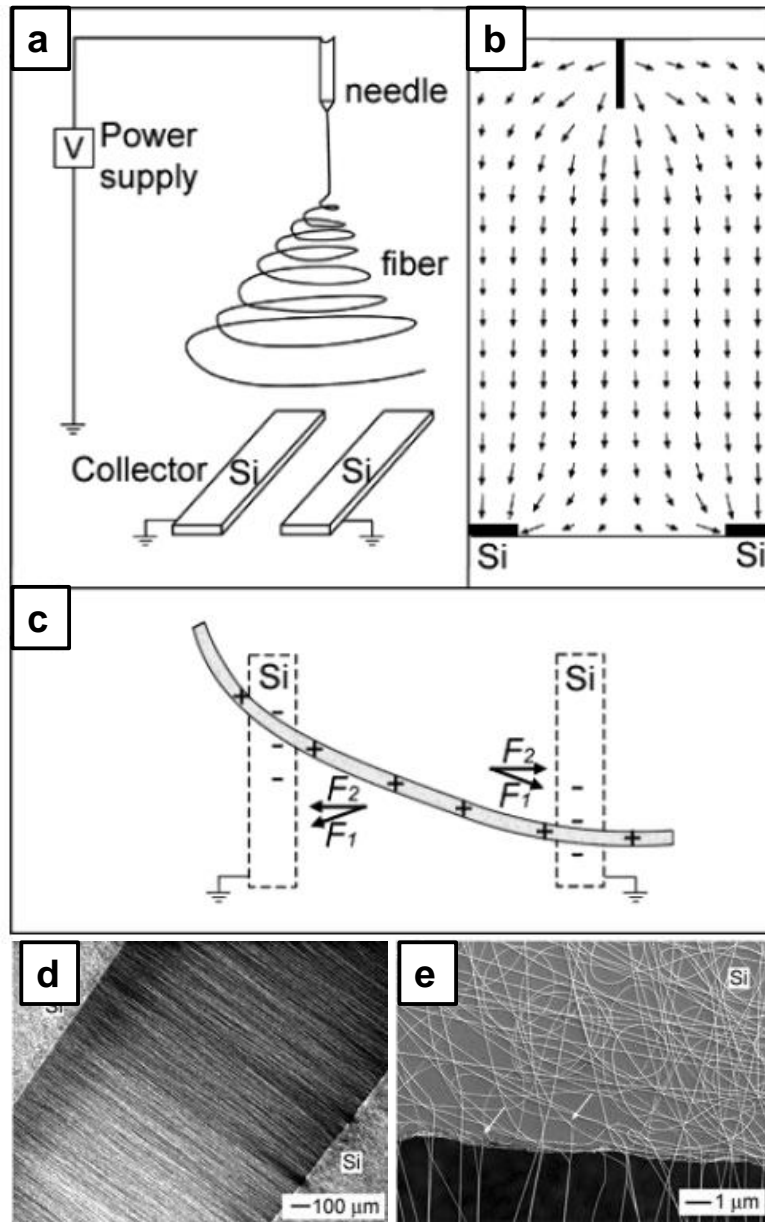 a
b
needle
V
Power
supply
fiber
Collector
Si
Si
Si
Si
c
Si
Si
+
-
-
-
+
+
+
+
+
-
-
-
F2
F1
F2
F1
d
Si
Si
100 μm
e
Si
1 μm